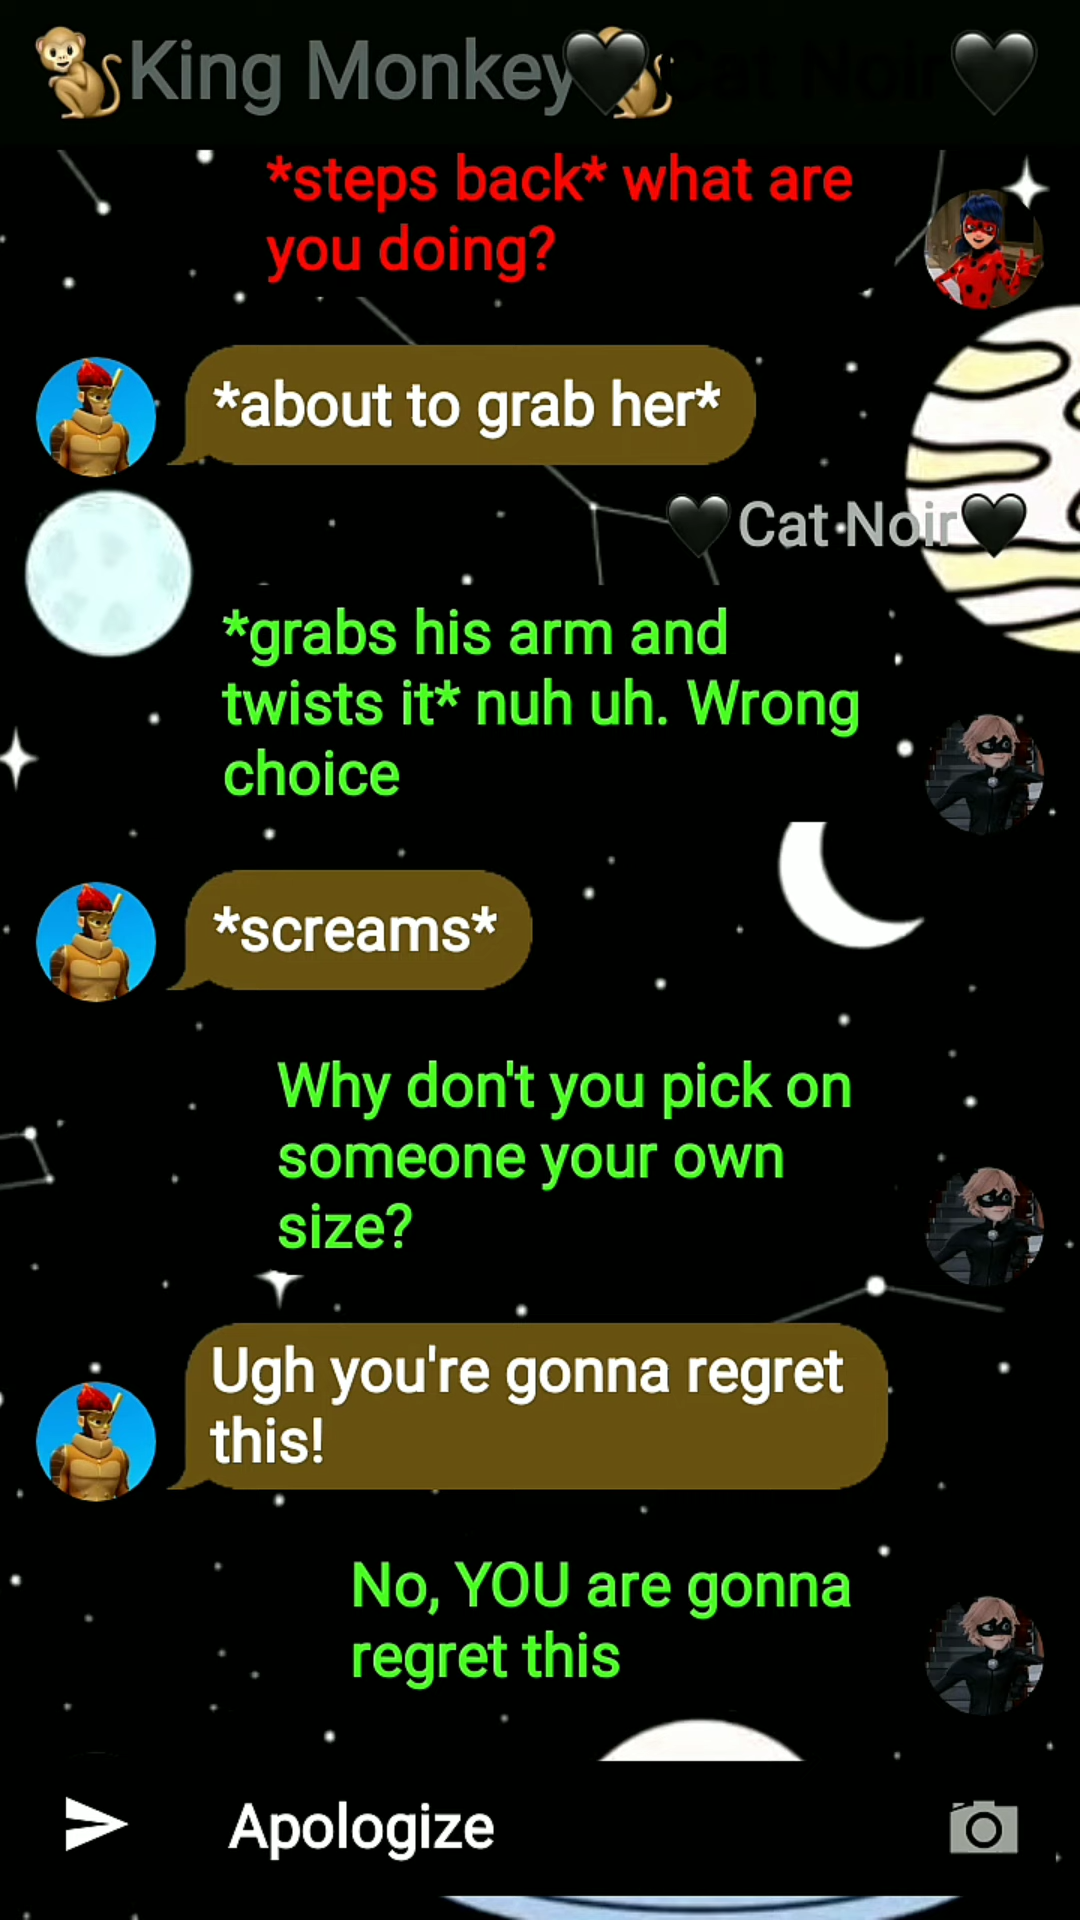 🐒King Monkey🖤🐒Cat Noir 🖤
*steps back* what are
you doing?
*about to grab her*
🖤Cat Noir🖤
*grabs his arm and
twists it* nuh uh. Wrong
choice
*screams*
Why don't you pick on
someone your own
size?
Ugh you're gonna regret
this!
No, YOU are gonna
regret this
Apologize